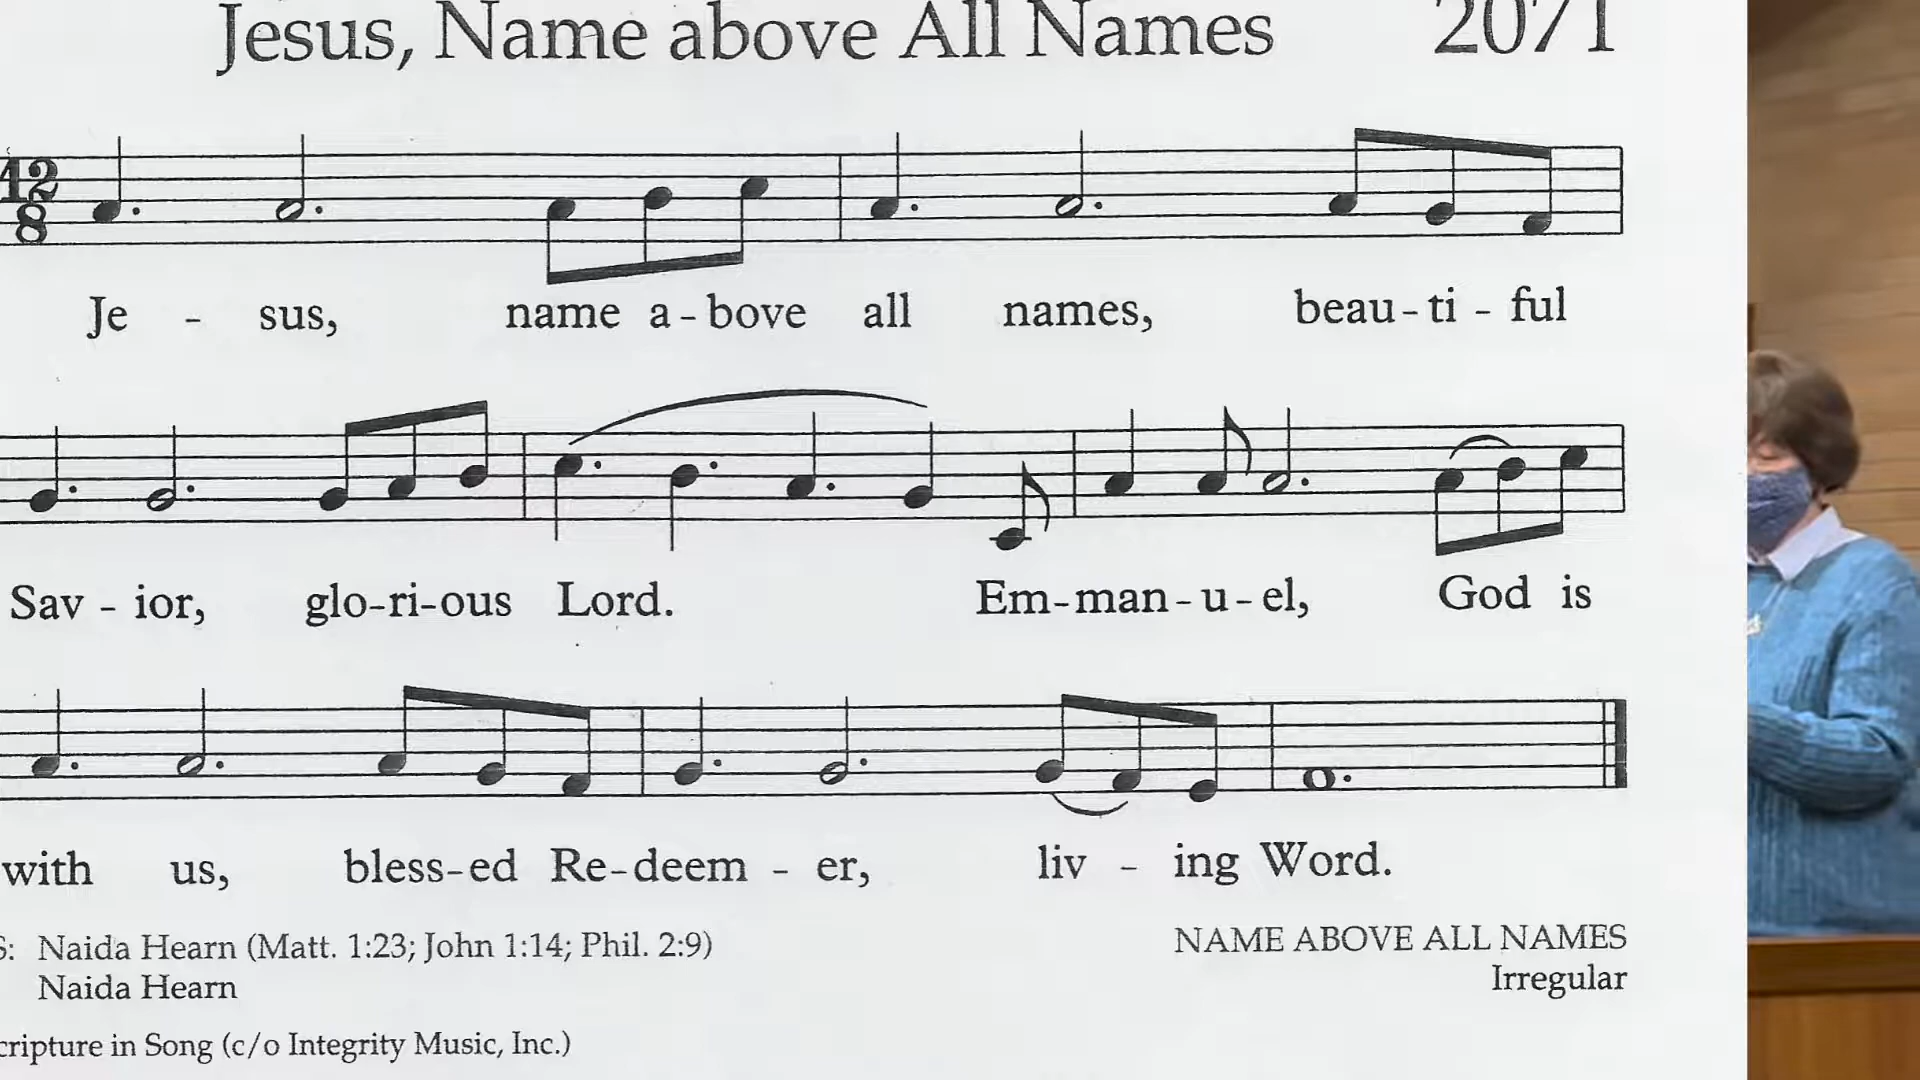 Jesus, Name above All Names 2071
12
8
Je - sus, name a - bove all names, beau - ti - ful
Sav - ior, glo-ri-ous Lord. Em-man-u-el, God is
with us, bless-ed Re-deem - er, liv - ing Word.
S: Naida Hearn (Matt. 1:23; John 1:14; Phil. 2:9) NAME ABOVE ALL NAMES
Naida Hearn Irregular
cripture in Song (c/o Integrity Music, Inc.)